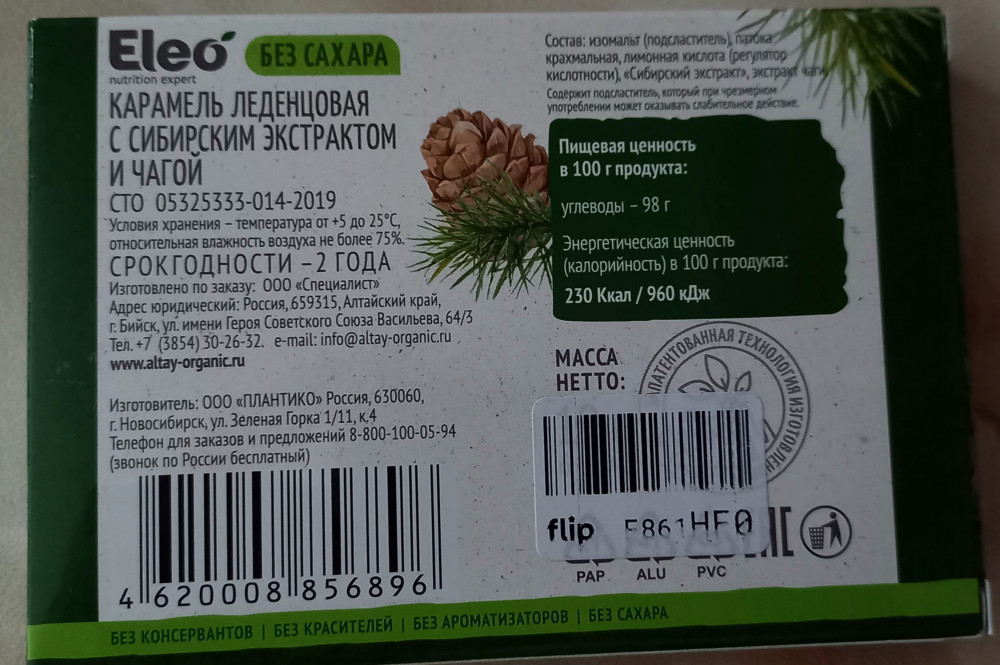 Eleo
nutrition expert
БЕЗ САХАРА
КАРАМЕЛЬ ЛЕДЕНЦОВАЯ
С СИБИРСКИМ ЭКСТРАКТОМ
И ЧАГОЙ
СТО 05325333-014-2019
Условия хранения – температура от +5 до 25°С,
относительная влажность воздуха не более 75%.
СРОК ГОДНОСТИ – 2 ГОДА
Изготовлено по заказу: ООО «Специалист»
Адрес юридический: Россия, 659315, Алтайский край,
г. Бийск, ул. имени Героя Советского Союза Васильева, 64/3
Тел. +7 (3854) 30-26-32. e-mail: info@altay-organic.ru
www.altay-organic.ru
Изготовитель: ООО «ПЛАНТИКО» Россия, 630060,
г. Новосибирск, ул. Зеленая Горка 1/11, к.4
Телефон для заказов и предложений 8-800-100-05-94
(звонок по России бесплатный)
4 620008 856896
Состав: изомальт (подсластитель), патока
крахмальная, лимонная кислота (регулятор
кислотности), «Сибирский экстракт», экстракт чаги.
Содержит подсластитель, который при чрезмерном
употреблении может оказывать слабительное действие.
Пищевая ценность
в 100 г продукта:
углеводы – 98 г
Энергетическая ценность
(калорийность) в 100 г продукта:
230 Ккал / 960 кДж
МАССА
НЕТТО:
ЗАПАТЕНТОВАННАЯ ТЕХНОЛОГИЯ ИЗГОТОВЛЕН
flip
PAP ALU PVC
БЕЗ КОНСЕРВАНТОВ | БЕЗ КРАСИТЕЛЕЙ | БЕЗ АРОМАТИЗАТОРОВ | БЕЗ САХАРА